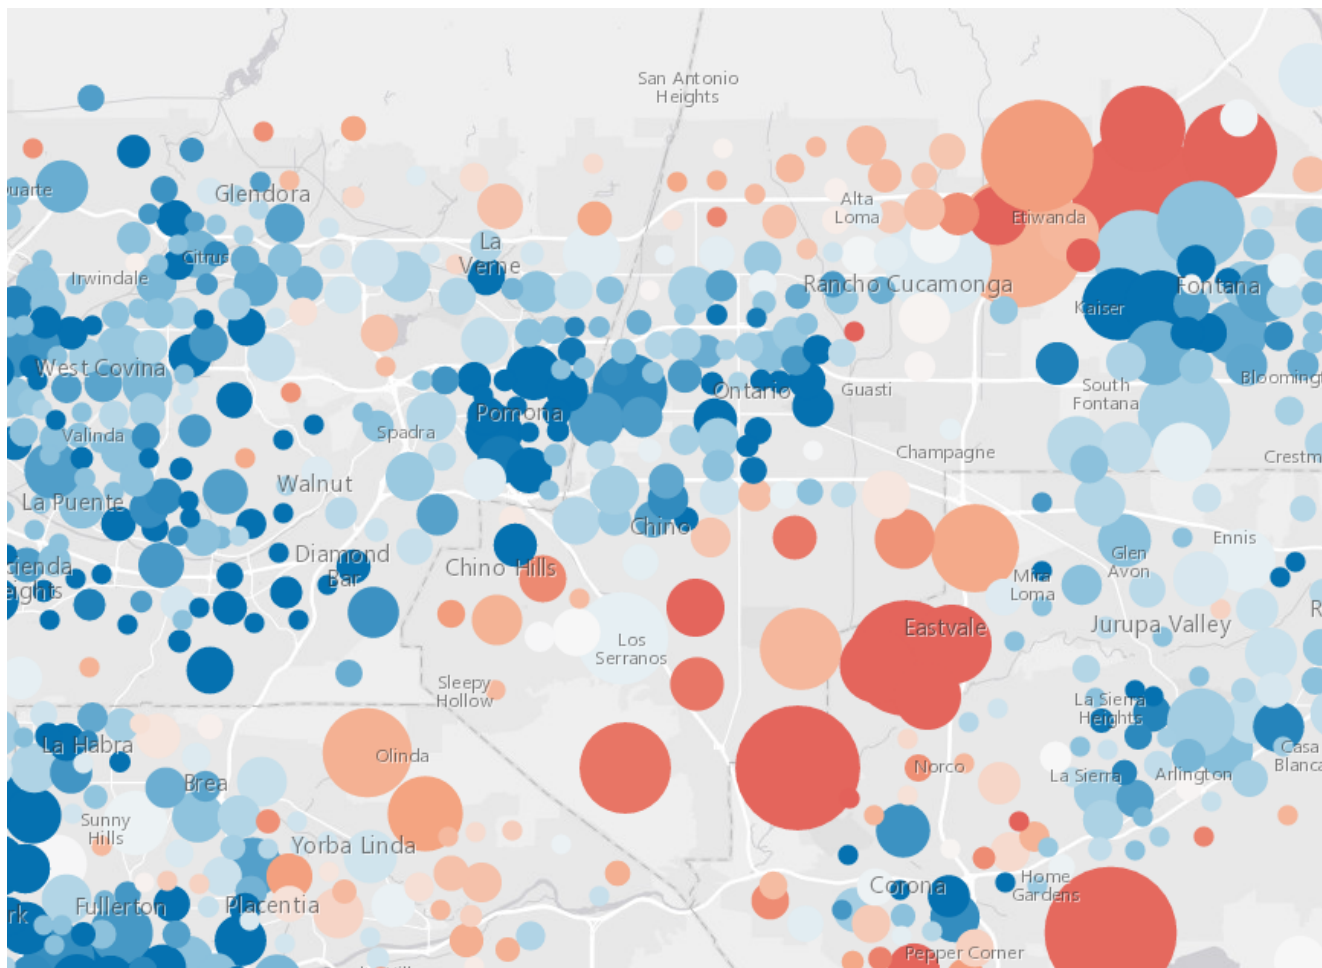 San Antonio
Heights
uarte
Glendora
Alta
Loma
Etiwanda
La
Verne
Citrus
Irwindale
Rancho Cucamonga
Fontana
Kaiser
West Covina
Pomona
Ontario
Guasti
South
Fontana
Blooming
Valinda
Spadra
Champagne
Crestm
La Puente
Walnut
Chino
Ennis
cienda
eights
Diamond
Bar
Chino Hills
Glen
Avon
Mira
Loma
Los
Serranos
Eastvale
Jurupa Valley
R
Sleepy
Hollow
La Sierra
Heights
La Habra
Olinda
Norco
La Sierra
Arlington
Casa
Blanca
Brea
Sunny
Hills
Yorba Linda
Corona
Home
Gardens
rk
Fullerton
Placentia
Pepper Corner